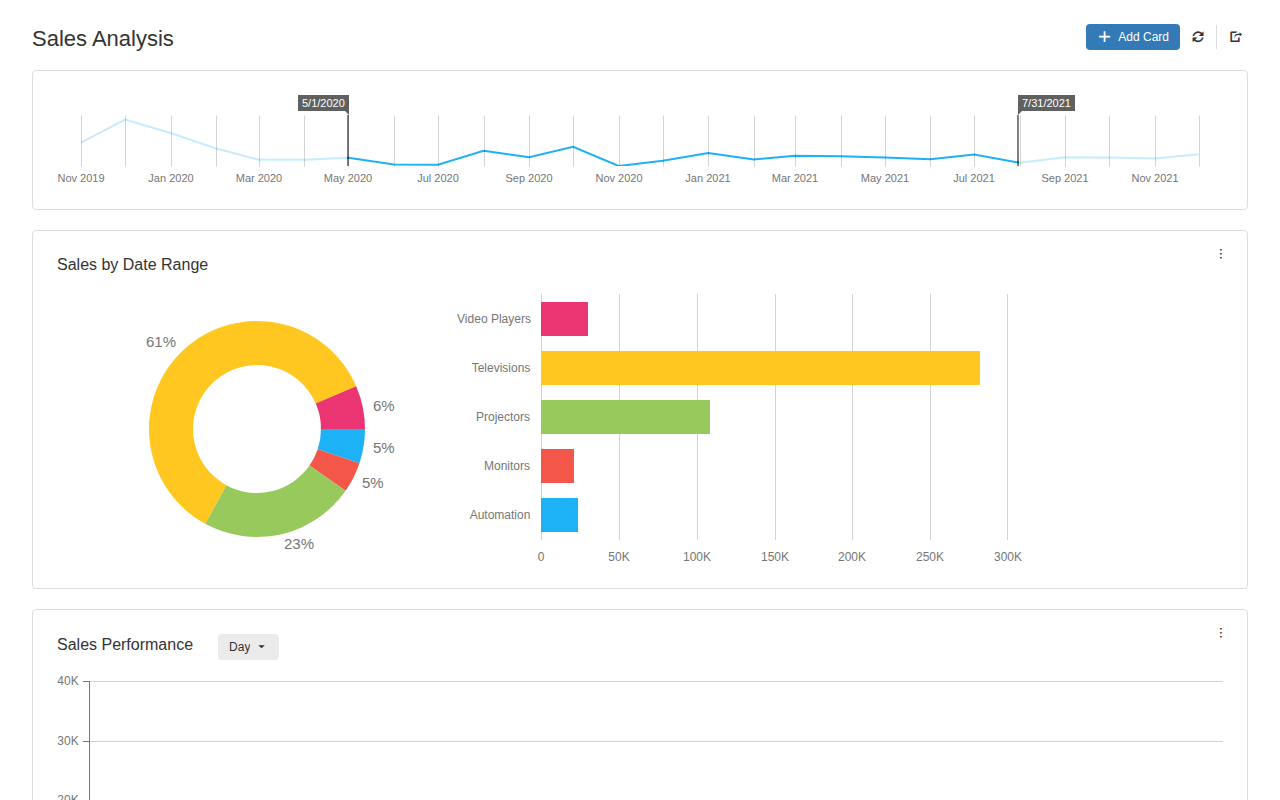 Sales Analysis
Add Card
5/1/2020
7/31/2021
Nov 2019 Jan 2020 Mar 2020 May 2020 Jul 2020 Sep 2020 Nov 2020 Jan 2021 Mar 2021 May 2021 Jul 2021 Sep 2021 Nov 2021
Sales by Date Range
61%
6%
5%
5%
23%
Video Players
Televisions
Projectors
Monitors
Automation
0 50K 100K 150K 200K 250K 300K
Sales Performance
Day
40K
30K
20K